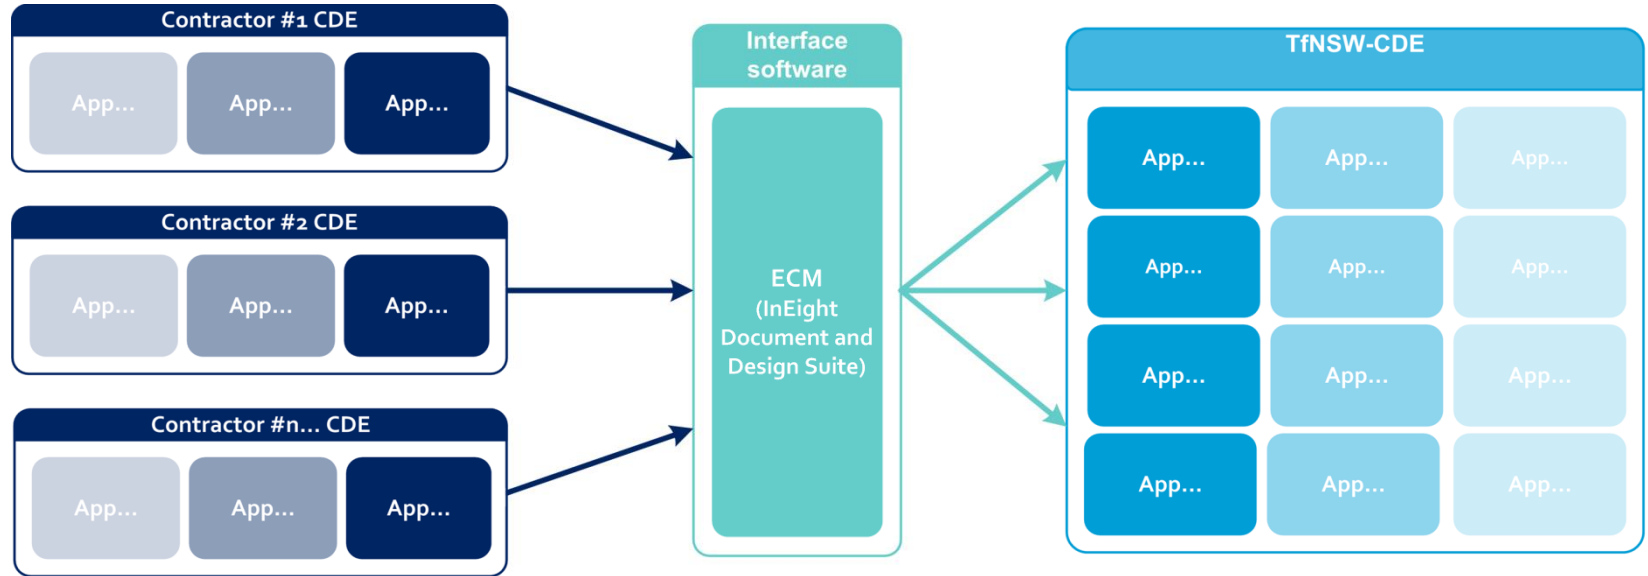 Contractor #1 CDE
App... App... App...
Contractor #2 CDE
App... App... App...
Contractor #n... CDE
App... App... App...
Interface
software
ECM
(InEight
Document and
Design Suite)
TfNSW-CDE
App... App... App...
App... App... App...
App... App... App...
App... App... App...